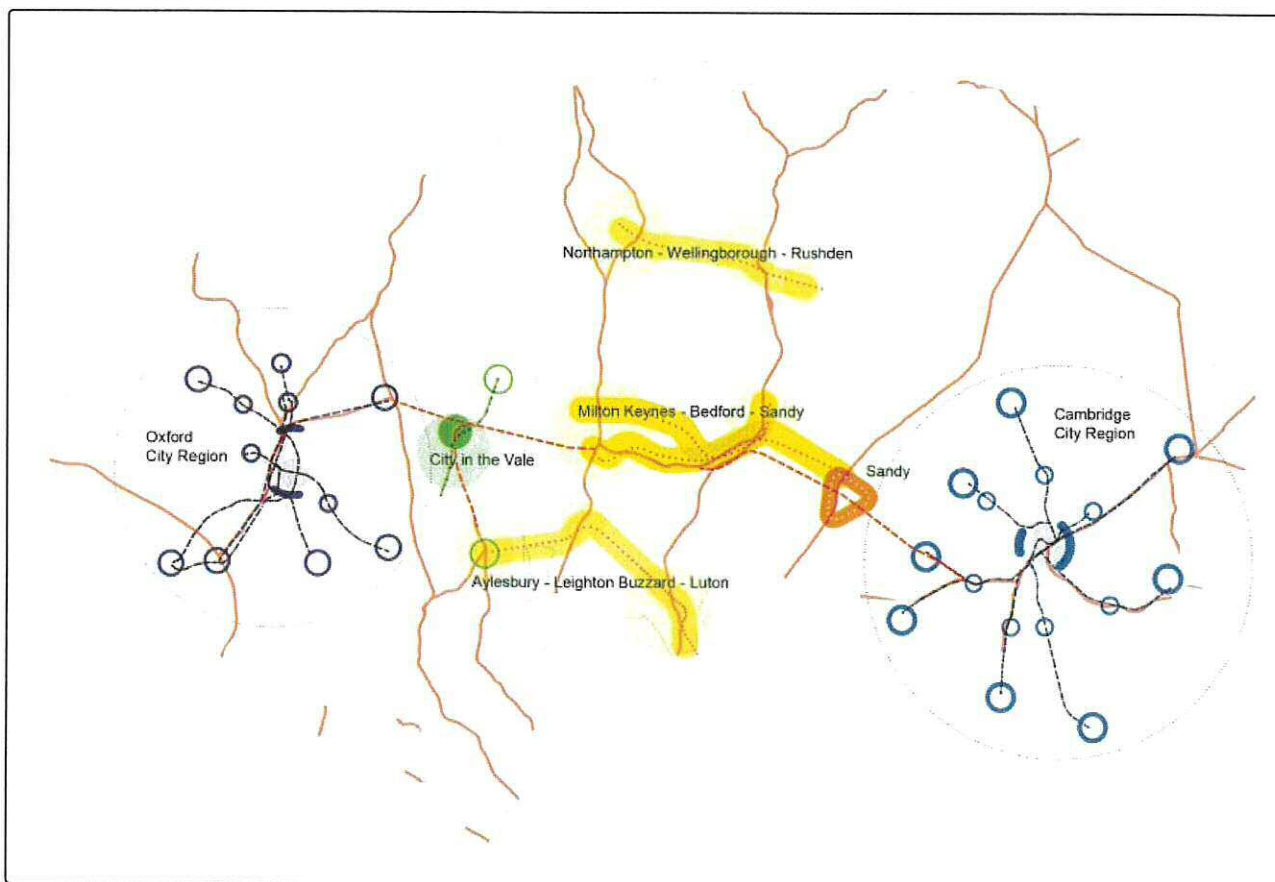 Northampton - Wellingborough - Rushden
Milton Keynes - Bedford - Sandy
Oxford
City Region
City in the Vale
Sandy
Cambridge
City Region
Aylesbury - Leighton Buzzard - Luton